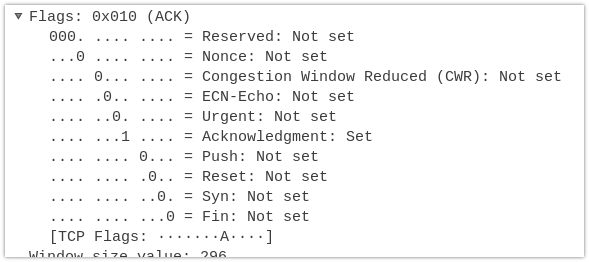 Flags: 0x010 (ACK)
000. .... .... = Reserved: Not set
...0 .... .... = Nonce: Not set
.... 0... .... = Congestion Window Reduced (CWR): Not set
.... .0.. .... = ECN-Echo: Not set
.... ..0. .... = Urgent: Not set
.... ...1 .... = Acknowledgment: Set
.... .... 0... = Push: Not set
.... .... .0.. = Reset: Not set
.... .... ..0. = Syn: Not set
.... .... ...0 = Fin: Not set
[TCP Flags: ·······A····]
Window size value: 296